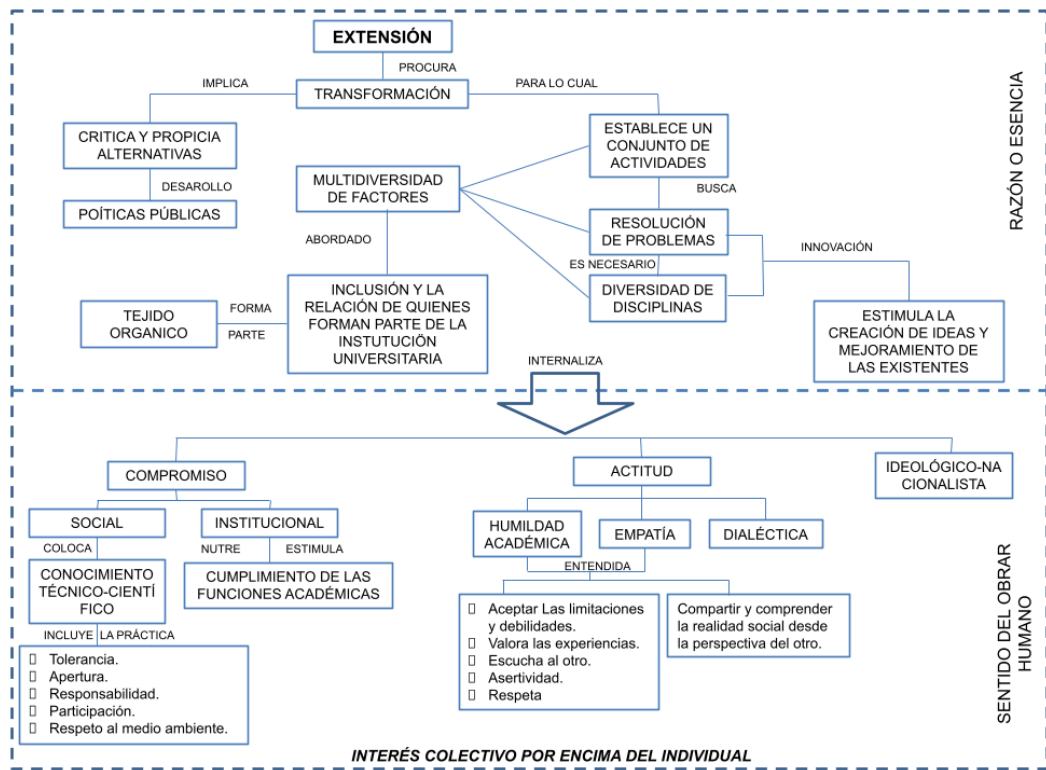 EXTENSIÓN
PROCURA
IMPLICA
TRANSFORMACIÓN
PARA LO CUAL
CRITICA Y PROPICIA
ALTERNATIVAS
DESAROLLO
POÍTICAS PÚBLICAS
ESTABLECE UN
CONJUNTO DE
ACTIVIDADES
MULTIDIVERSIDAD
DE FACTORES
BUSCA
RESOLUCIÓN
DE PROBLEMAS
ABORDADO
INNOVACIÓN
ES NECESARIO
DIVERSIDAD DE
DISCIPLINAS
TEJIDO
ORGANICO
FORMA
PARTE
INCLUSIÓN Y LA
RELACIÓN DE QUIENES
FORMAN PARTE DE LA
INSTUTUCÏÓN
UNIVERSITARIA
ESTIMULA LA
CREACIÓN DE IDEAS Y
MEJORAMIENTO DE
LAS EXISTENTES
RAZÓN O ESENCIA
INTERNALIZA
COMPROMISO
ACTITUD
IDEOLÓGICO-NA
CIONALISTA
SOCIAL
INSTITUCIONAL
HUMILDAD
ACADÉMICA
EMPATÍA
DIALÉCTICA
COLOCA
NUTRE
ESTIMULA
CONOCIMIENTO
TÉCNICO-CIENTÍ
FICO
CUMPLIMIENTO DE LAS
FUNCIONES ACADÉMICAS
ENTENDIDA
INCLUYE LA PRÁCTICA
Tolerancia.
Apertura.
Responsabilidad.
Participación.
Respeto al medio ambiente.
Aceptar Las limitaciones
y debilidades.
Valora las experiencias.
Escucha al otro.
Asertividad.
Respeta
Compartir y comprender
la realidad social desde
la perspectiva del otro.
SENTIDO DEL OBRAR
HUMANO
INTERÉS COLECTIVO POR ENCIMA DEL INDIVIDUAL